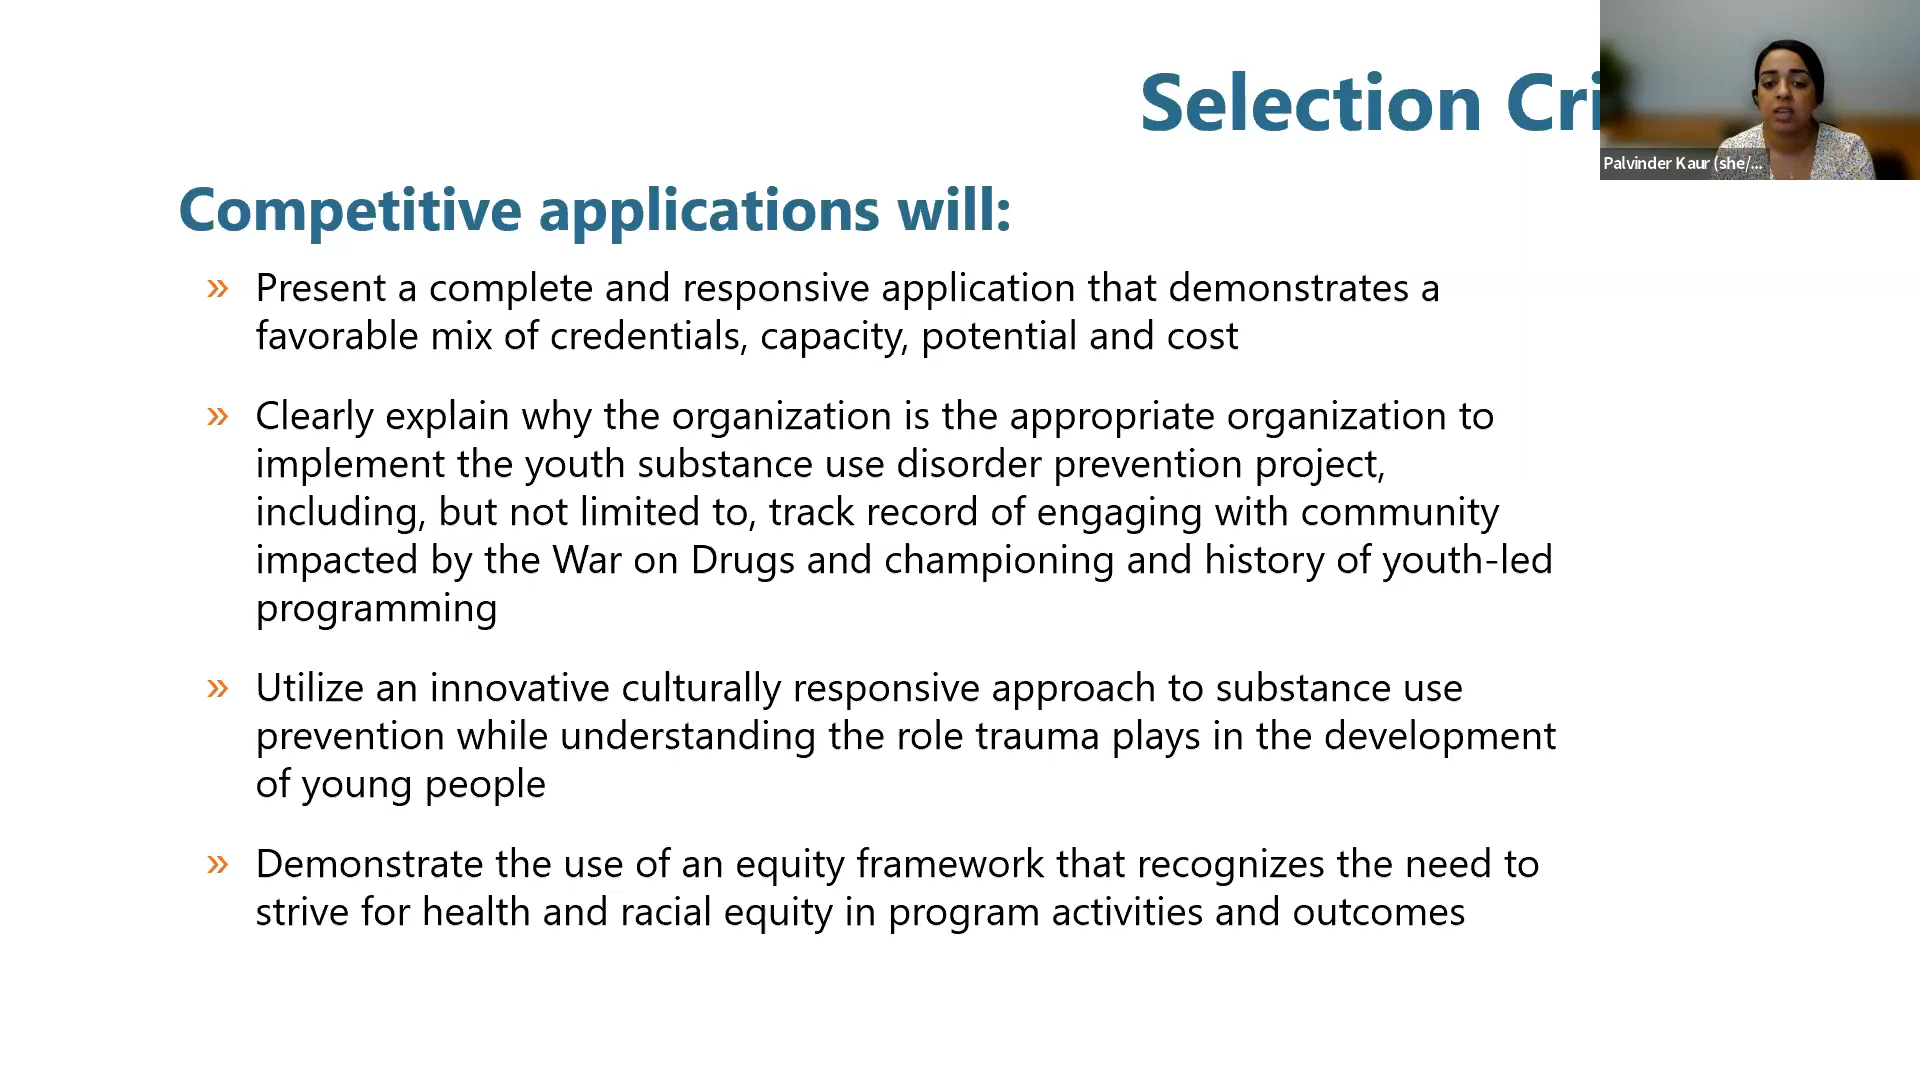 Selection Cri
Palvinder Kaur (she/...
Competitive applications will:
» Present a complete and responsive application that demonstrates a
favorable mix of credentials, capacity, potential and cost
» Clearly explain why the organization is the appropriate organization to
implement the youth substance use disorder prevention project,
including, but not limited to, track record of engaging with community
impacted by the War on Drugs and championing and history of youth-led
programming
» Utilize an innovative culturally responsive approach to substance use
prevention while understanding the role trauma plays in the development
of young people
» Demonstrate the use of an equity framework that recognizes the need to
strive for health and racial equity in program activities and outcomes